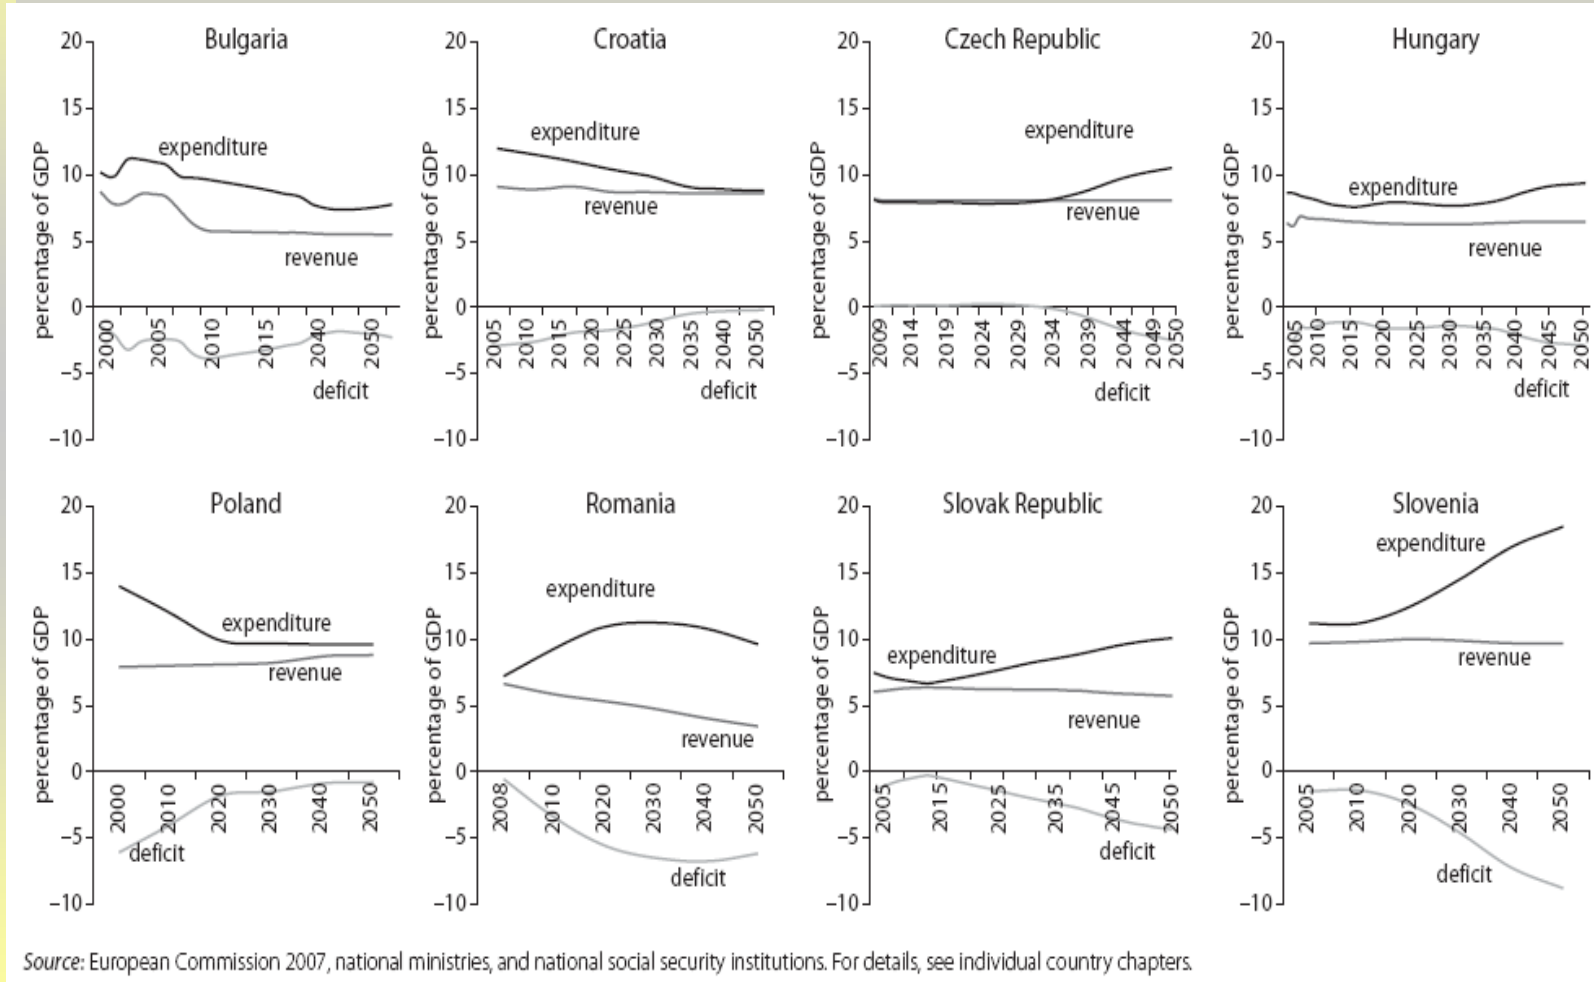 Bulgaria
20
15
10
5
0
–5
–10
percentage of GDP
expenditure
revenue
deficit
2000
2005
2010
2015
2040
2050
Croatia
20
15
10
5
0
–5
–10
percentage of GDP
expenditure
revenue
deficit
2005
2010
2015
2020
2025
2030
2035
2040
2050
Czech Republic
20
15
10
5
0
–5
–10
percentage of GDP
expenditure
revenue
deficit
2009
2014
2019
2024
2029
2034
2039
2044
2049
2050
Hungary
20
15
10
5
0
–5
–10
percentage of GDP
expenditure
revenue
deficit
2005
2010
2015
2020
2025
2030
2035
2040
2045
2050
Poland
20
15
10
5
0
–5
–10
percentage of GDP
expenditure
revenue
deficit
2000
2010
2020
2030
2040
2050
Romania
20
15
10
5
0
–5
–10
percentage of GDP
expenditure
revenue
deficit
2008
2010
2020
2030
2040
2050
Slovak Republic
20
15
10
5
0
–5
–10
percentage of GDP
expenditure
revenue
deficit
2005
2015
2025
2035
2045
2050
Slovenia
20
15
10
5
0
–5
–10
percentage of GDP
expenditure
revenue
deficit
2005
2010
2020
2030
2040
2050
Source: European Commission 2007, national ministries, and national social security institutions. For details, see individual country chapters.